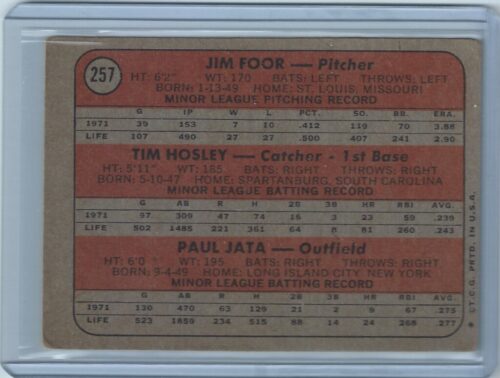 257
JIM FOOR — Pitcher
HT: 6'2" WT: 170 BATS: LEFT THROWS: LEFT
BORN: 1-13-49 HOME: ST. LOUIS, MISSOURI
MINOR LEAGUE PITCHING RECORD
G IP W L PCT. SO. BB. ERA.
1971 39 153 7 10 .412 119 70 3.88
LIFE 107 490 27 27 .500 407 241 2.90
TIM HOSLEY — Catcher - 1st Base
HT: 5'11" WT: 185 BATS: RIGHT THROWS: RIGHT
BORN: 5-10-47 HOME: SPARTANBURG, SOUTH CAROLINA
MINOR LEAGUE BATTING RECORD
G AB R H 2B 3B HR RBI AVG.
1971 97 309 47 74 16 3 23 59 .239
LIFE 502 1485 221 361 64 8 81 260 .243
PAUL JATA — Outfield
HT: 6'0 WT: 195 BATS: RIGHT THROWS: RIGHT
BORN: 9-4-49 HOME: LONG ISLAND CITY, NEW YORK
MINOR LEAGUE BATTING RECORD
G AB R H 2B 3B HR RBI AVG.
1971 130 470 63 129 21 2 9 67 .275
LIFE 523 1859 234 515 88 14 24 268 .277
© T.C.G. PRTD. IN U.S.A.